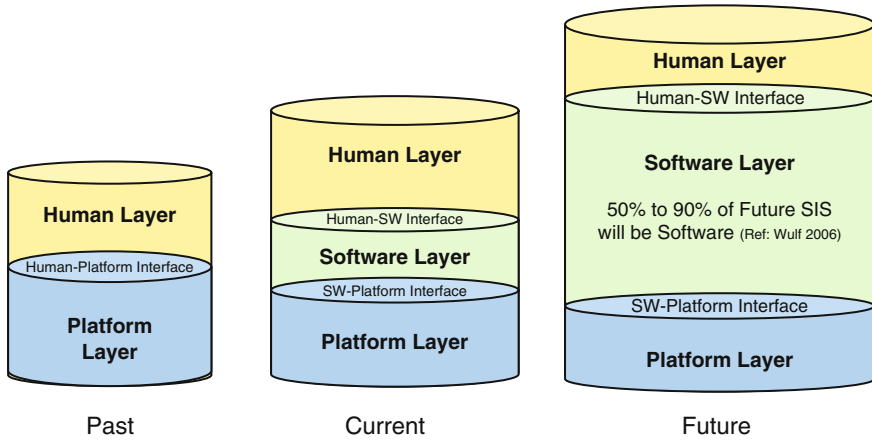 Human Layer
Human-Platform Interface
Platform
Layer
Past
Human Layer
Human-SW Interface
Software Layer
SW-Platform Interface
Platform Layer
Current
Human Layer
Human-SW Interface
Software Layer
50% to 90% of Future SIS
will be Software (Ref: Wulf 2006)
SW-Platform Interface
Platform Layer
Future